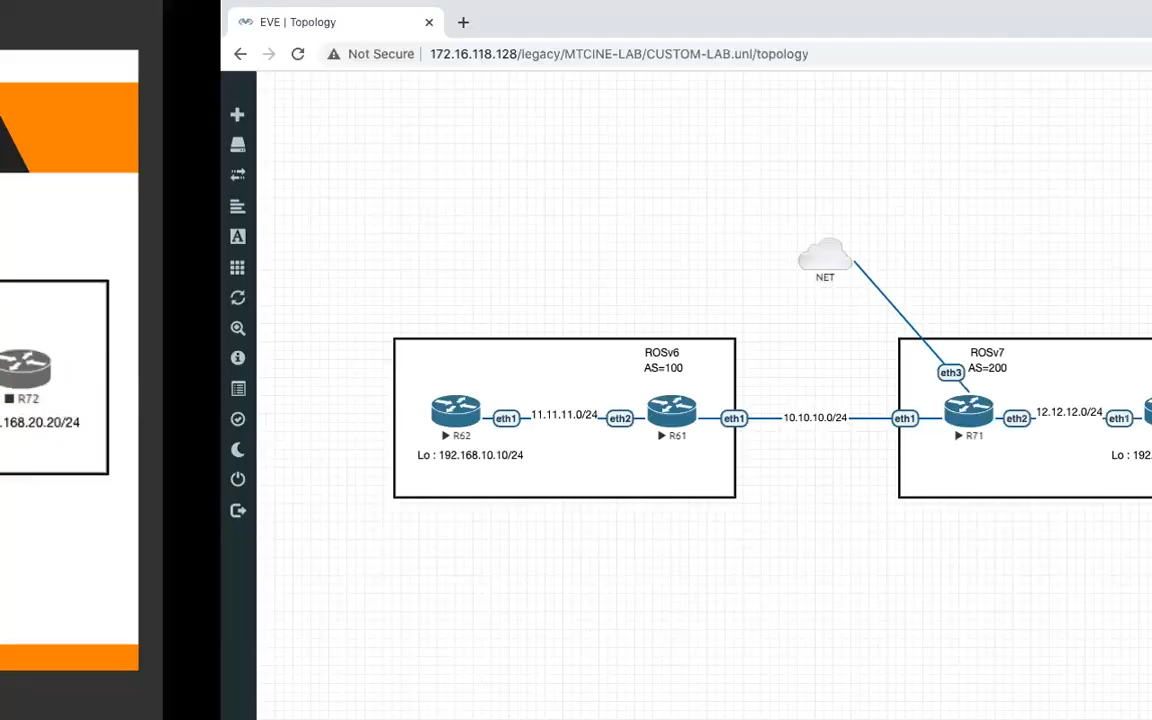 EVE | Topology
Not Secure
172.16.118.128/legacy/MTCINE-LAB/CUSTOM-LAB.unl/topology
R72
.168.20.20/24
NET
ROSv6
AS=100
R62
eth1
11.11.11.0/24
eth2
R61
eth1
Lo : 192.168.10.10/24
10.10.10.0/24
ROSv7
AS=200
eth3
eth1
R71
eth2
12.12.12.0/24
eth1
Lo : 192.